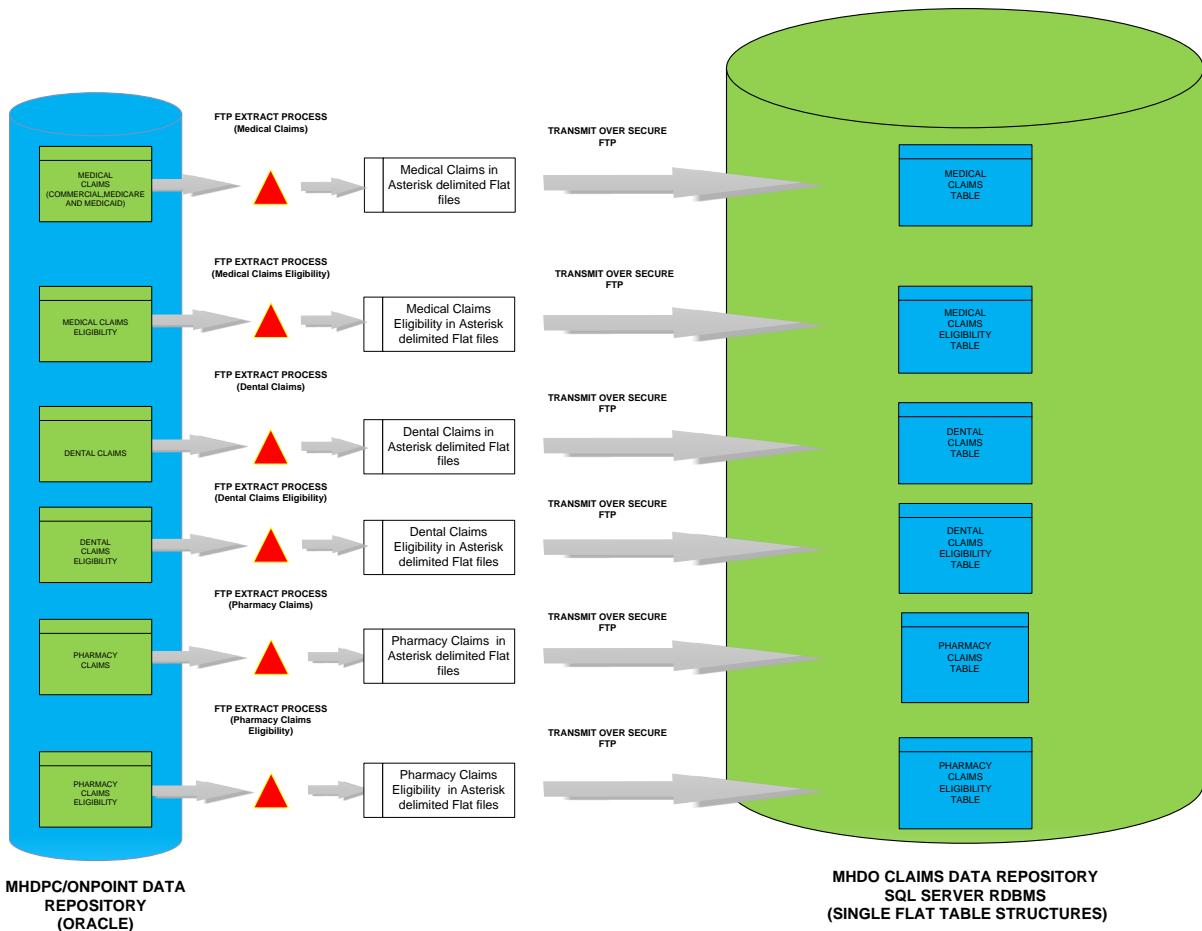 FTP EXTRACT PROCESS
(Medical Claims)
TRANSMIT OVER SECURE
FTP
MEDICAL
CLAIMS
(COMMERCIAL,MEDICARE
AND MEDICAID)
Medical Claims in
Asterisk delimited Flat
files
MEDICAL
CLAIMS
TABLE
FTP EXTRACT PROCESS
(Medical Claims Eligibility)
TRANSMIT OVER SECURE
FTP
MEDICAL CLAIMS
ELIGIBILITY
Medical Claims
Eligibility in Asterisk
delimited Flat files
MEDICAL
CLAIMS
ELIGIBILITY
TABLE
FTP EXTRACT PROCESS
(Dental Claims)
TRANSMIT OVER SECURE
FTP
DENTAL CLAIMS
Dental Claims in
Asterisk delimited Flat
files
DENTAL
CLAIMS
TABLE
FTP EXTRACT PROCESS
(Dental Claims Eligibility)
TRANSMIT OVER SECURE
FTP
DENTAL
CLAIMS
ELIGIBILITY
Dental Claims
Eligibility in Asterisk
delimited Flat files
DENTAL
CLAIMS
ELIGIBILITY
TABLE
FTP EXTRACT PROCESS
(Pharmacy Claims)
TRANSMIT OVER SECURE
FTP
PHARMACY
CLAIMS
Pharmacy Claims in
Asterisk delimited Flat
files
PHARMACY
CLAIMS
TABLE
FTP EXTRACT PROCESS
(Pharmacy Claims
Eligibility)
TRANSMIT OVER SECURE
FTP
PHARMACY
CLAIMS
ELIGIBILITY
Pharmacy Claims
Eligibility in Asterisk
delimited Flat files
PHARMACY
CLAIMS
ELIGIBILITY
TABLE
MHDPC/ONPOINT DATA
REPOSITORY
(ORACLE)
MHDO CLAIMS DATA REPOSITORY
SQL SERVER RDBMS
(SINGLE FLAT TABLE STRUCTURES)